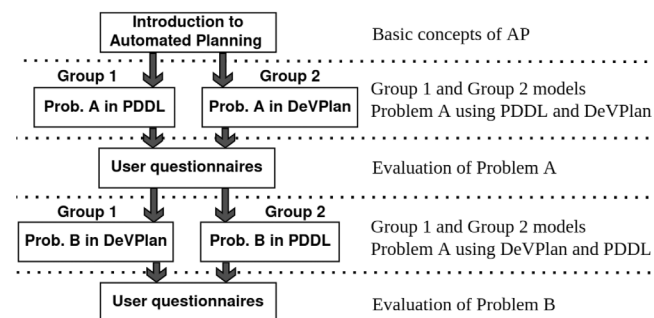 Introduction to
Automated Planning
Basic concepts of AP
Group 1
Group 2
Prob. A in PDDL
Prob. A in DeVPlan
Group 1 and Group 2 models
Problem A using PDDL and DeVPlan
User questionnaires
Evaluation of Problem A
Group 1
Group 2
Prob. B in DeVPlan
Prob. B in PDDL
Group 1 and Group 2 models
Problem A using DeVPlan and PDDL
User questionnaires
Evaluation of Problem B